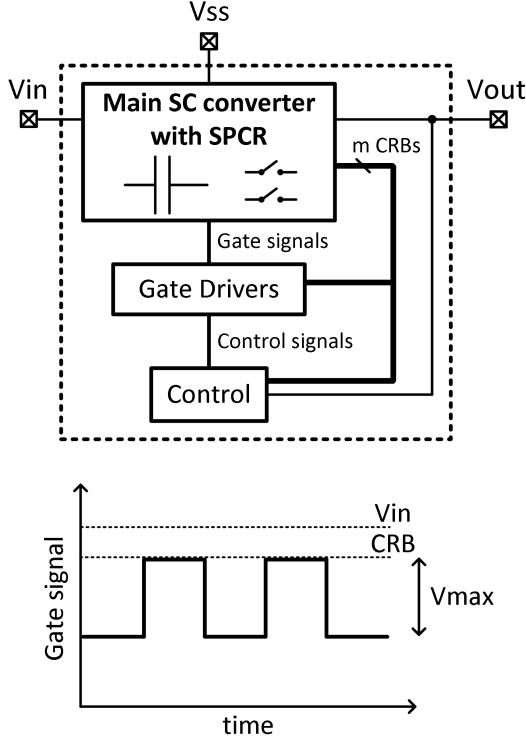 Vss
Vin
Vout
Main SC converter
with SPCR
m CRBs
Gate signals
Gate Drivers
Control signals
Control
Vin
CRB
Vmax
Gate signal
time